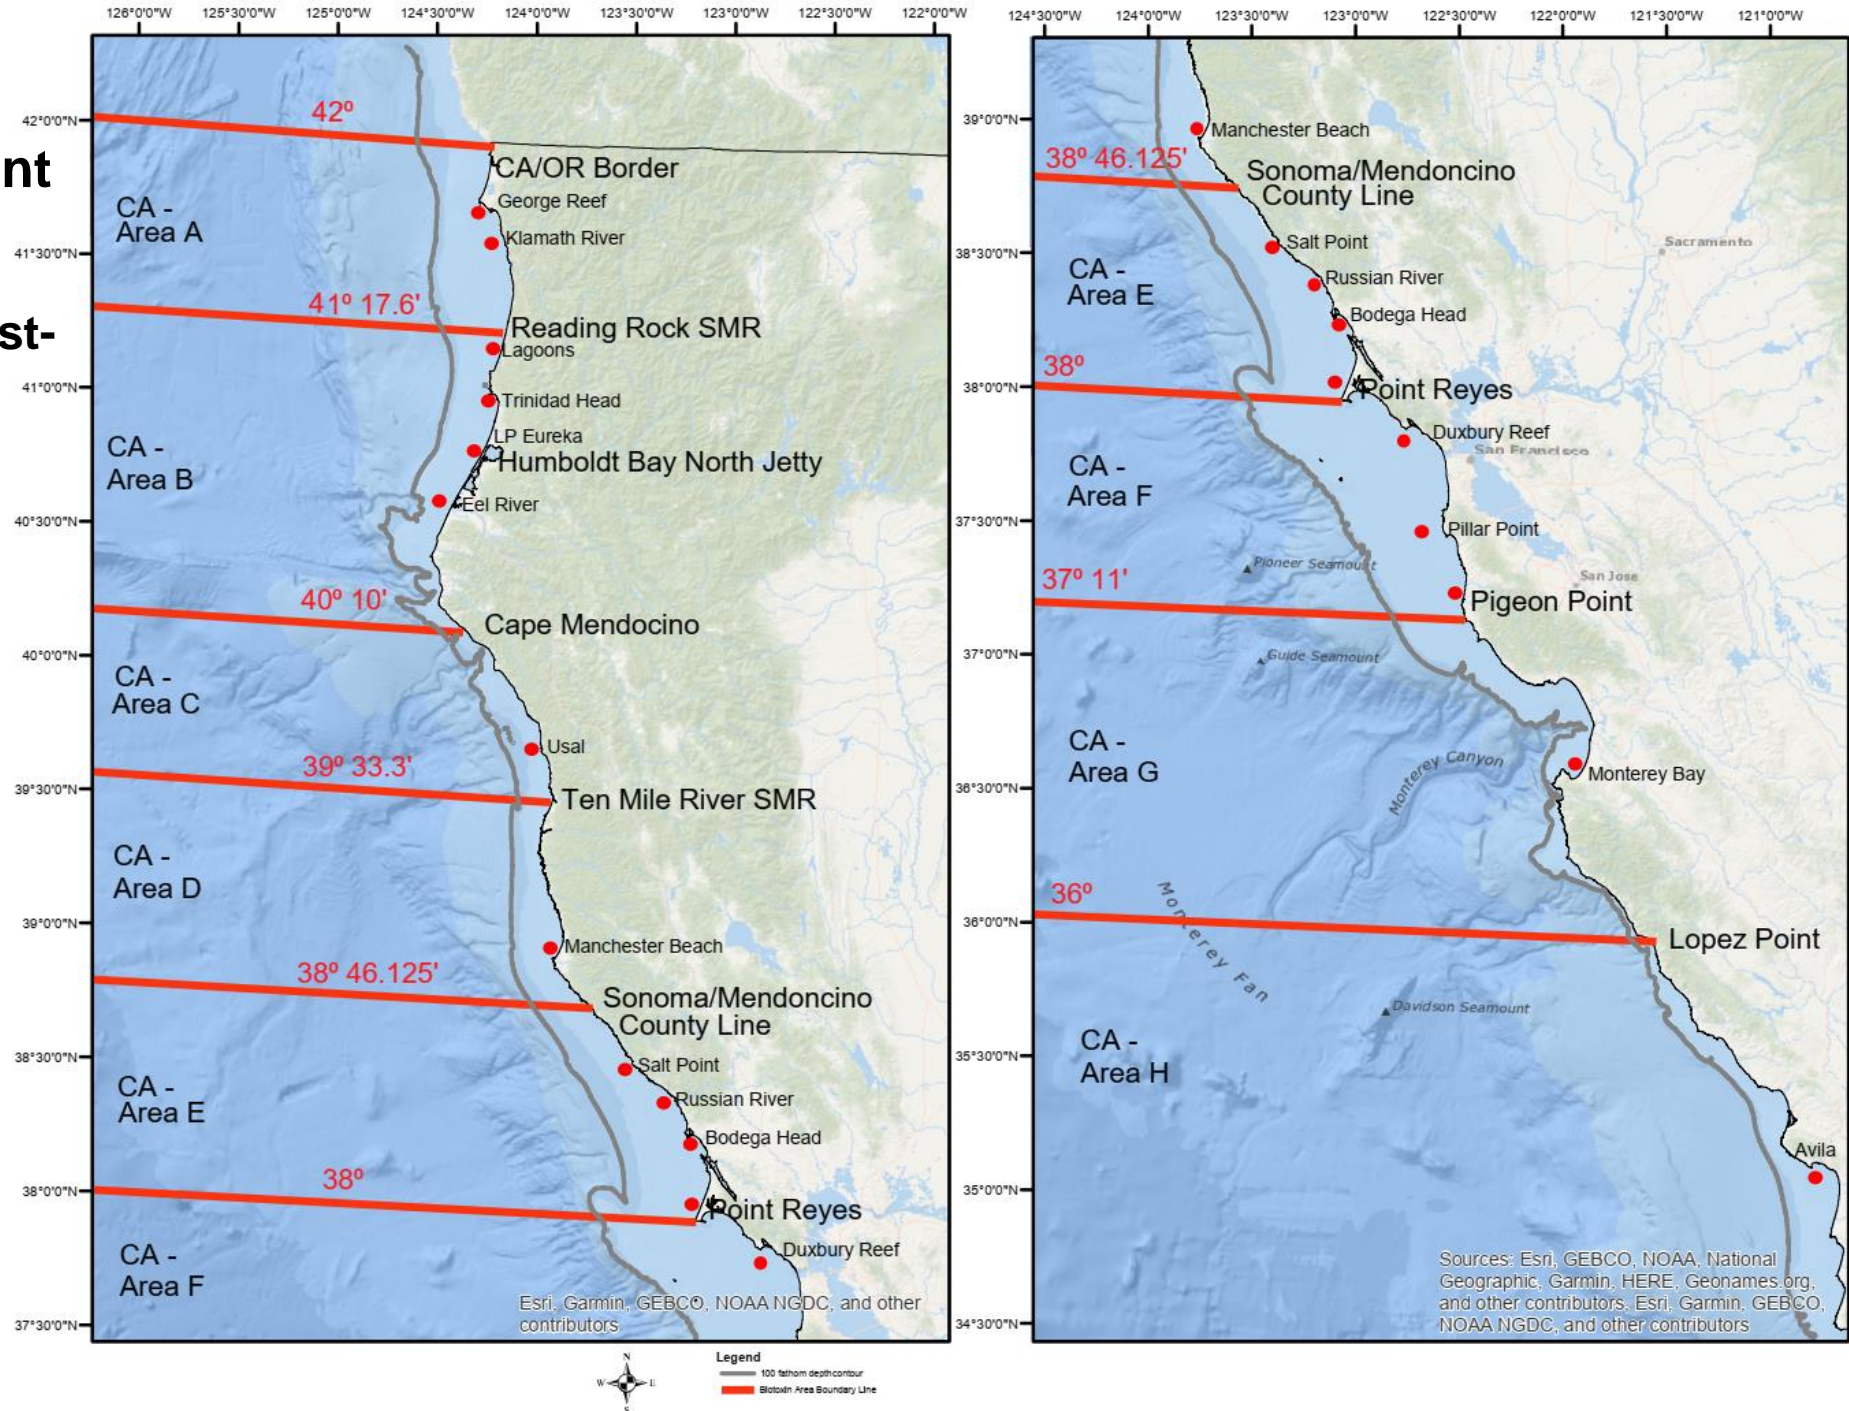 nt
st-
126°0'0"W 125°30'0"W 125°0'0"W 124°30'0"W 124°0'0"W 123°30'0"W 123°0'0"W 122°30'0"W 122°0'0"W
42°0'0"N
41°30'0"N
41°0'0"N
40°30'0"N
40°0'0"N
39°30'0"N
39°0'0"N
38°30'0"N
38°0'0"N
37°30'0"N
42º
CA/OR Border
George Reef
CA -
Area A
Klamath River
41º 17.6'
Reading Rock SMR
Lagoons
Trinidad Head
LP Eureka
CA -
Area B
Humboldt Bay North Jetty
Eel River
40º 10'
Cape Mendocino
CA -
Area C
Usal
39º 33.3'
Ten Mile River SMR
CA -
Area D
Manchester Beach
38º 46.125'
Sonoma/Mendoncino
County Line
Salt Point
CA -
Area E
Russian River
Bodega Head
38º
Point Reyes
Duxbury Reef
CA -
Area F
Esri, Garmin, GEBCO, NOAA NGDC, and other
contributors
124°30'0"W 124°0'0"W 123°30'0"W 123°0'0"W 122°30'0"W 122°0'0"W 121°30'0"W 121°0'0"W
39°0'0"N
38°30'0"N
38°0'0"N
37°30'0"N
37°0'0"N
36°30'0"N
36°0'0"N
35°30'0"N
35°0'0"N
34°30'0"N
Manchester Beach
38º 46.125'
Sonoma/Mendoncino
County Line
Salt Point
Sacramento
CA -
Area E
Russian River
Bodega Head
38º
Point Reyes
Duxbury Reef
San Francisco
CA -
Area F
Pillar Point
Pioneer Seamount
37º 11'
San Jose
Pigeon Point
Guide Seamount
CA -
Area G
Monterey Canyon
Monterey Bay
36º
Monterey Fan
Lopez Point
Davidson Seamount
CA -
Area H
Avila
Sources: Esri, GEBCO, NOAA, National
Geographic, Garmin, HERE, Geonames.org,
and other contributors, Esri, Garmin, GEBCO,
NOAA NGDC, and other contributors
N
W E
S
Legend
100 fathom depthcontour
Biotoxin Area Boundary Line